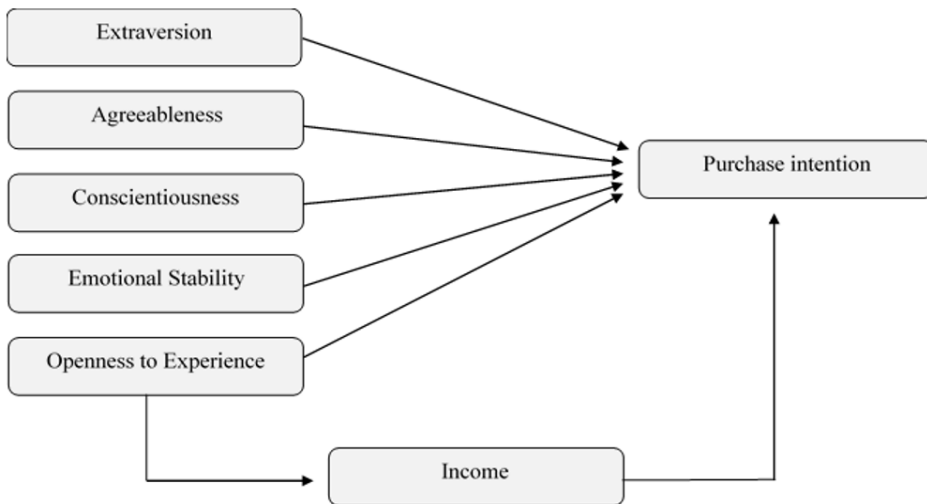 Extraversion
Agreeableness
Purchase intention
Conscientiousness
Emotional Stability
Openness to Experience
Income